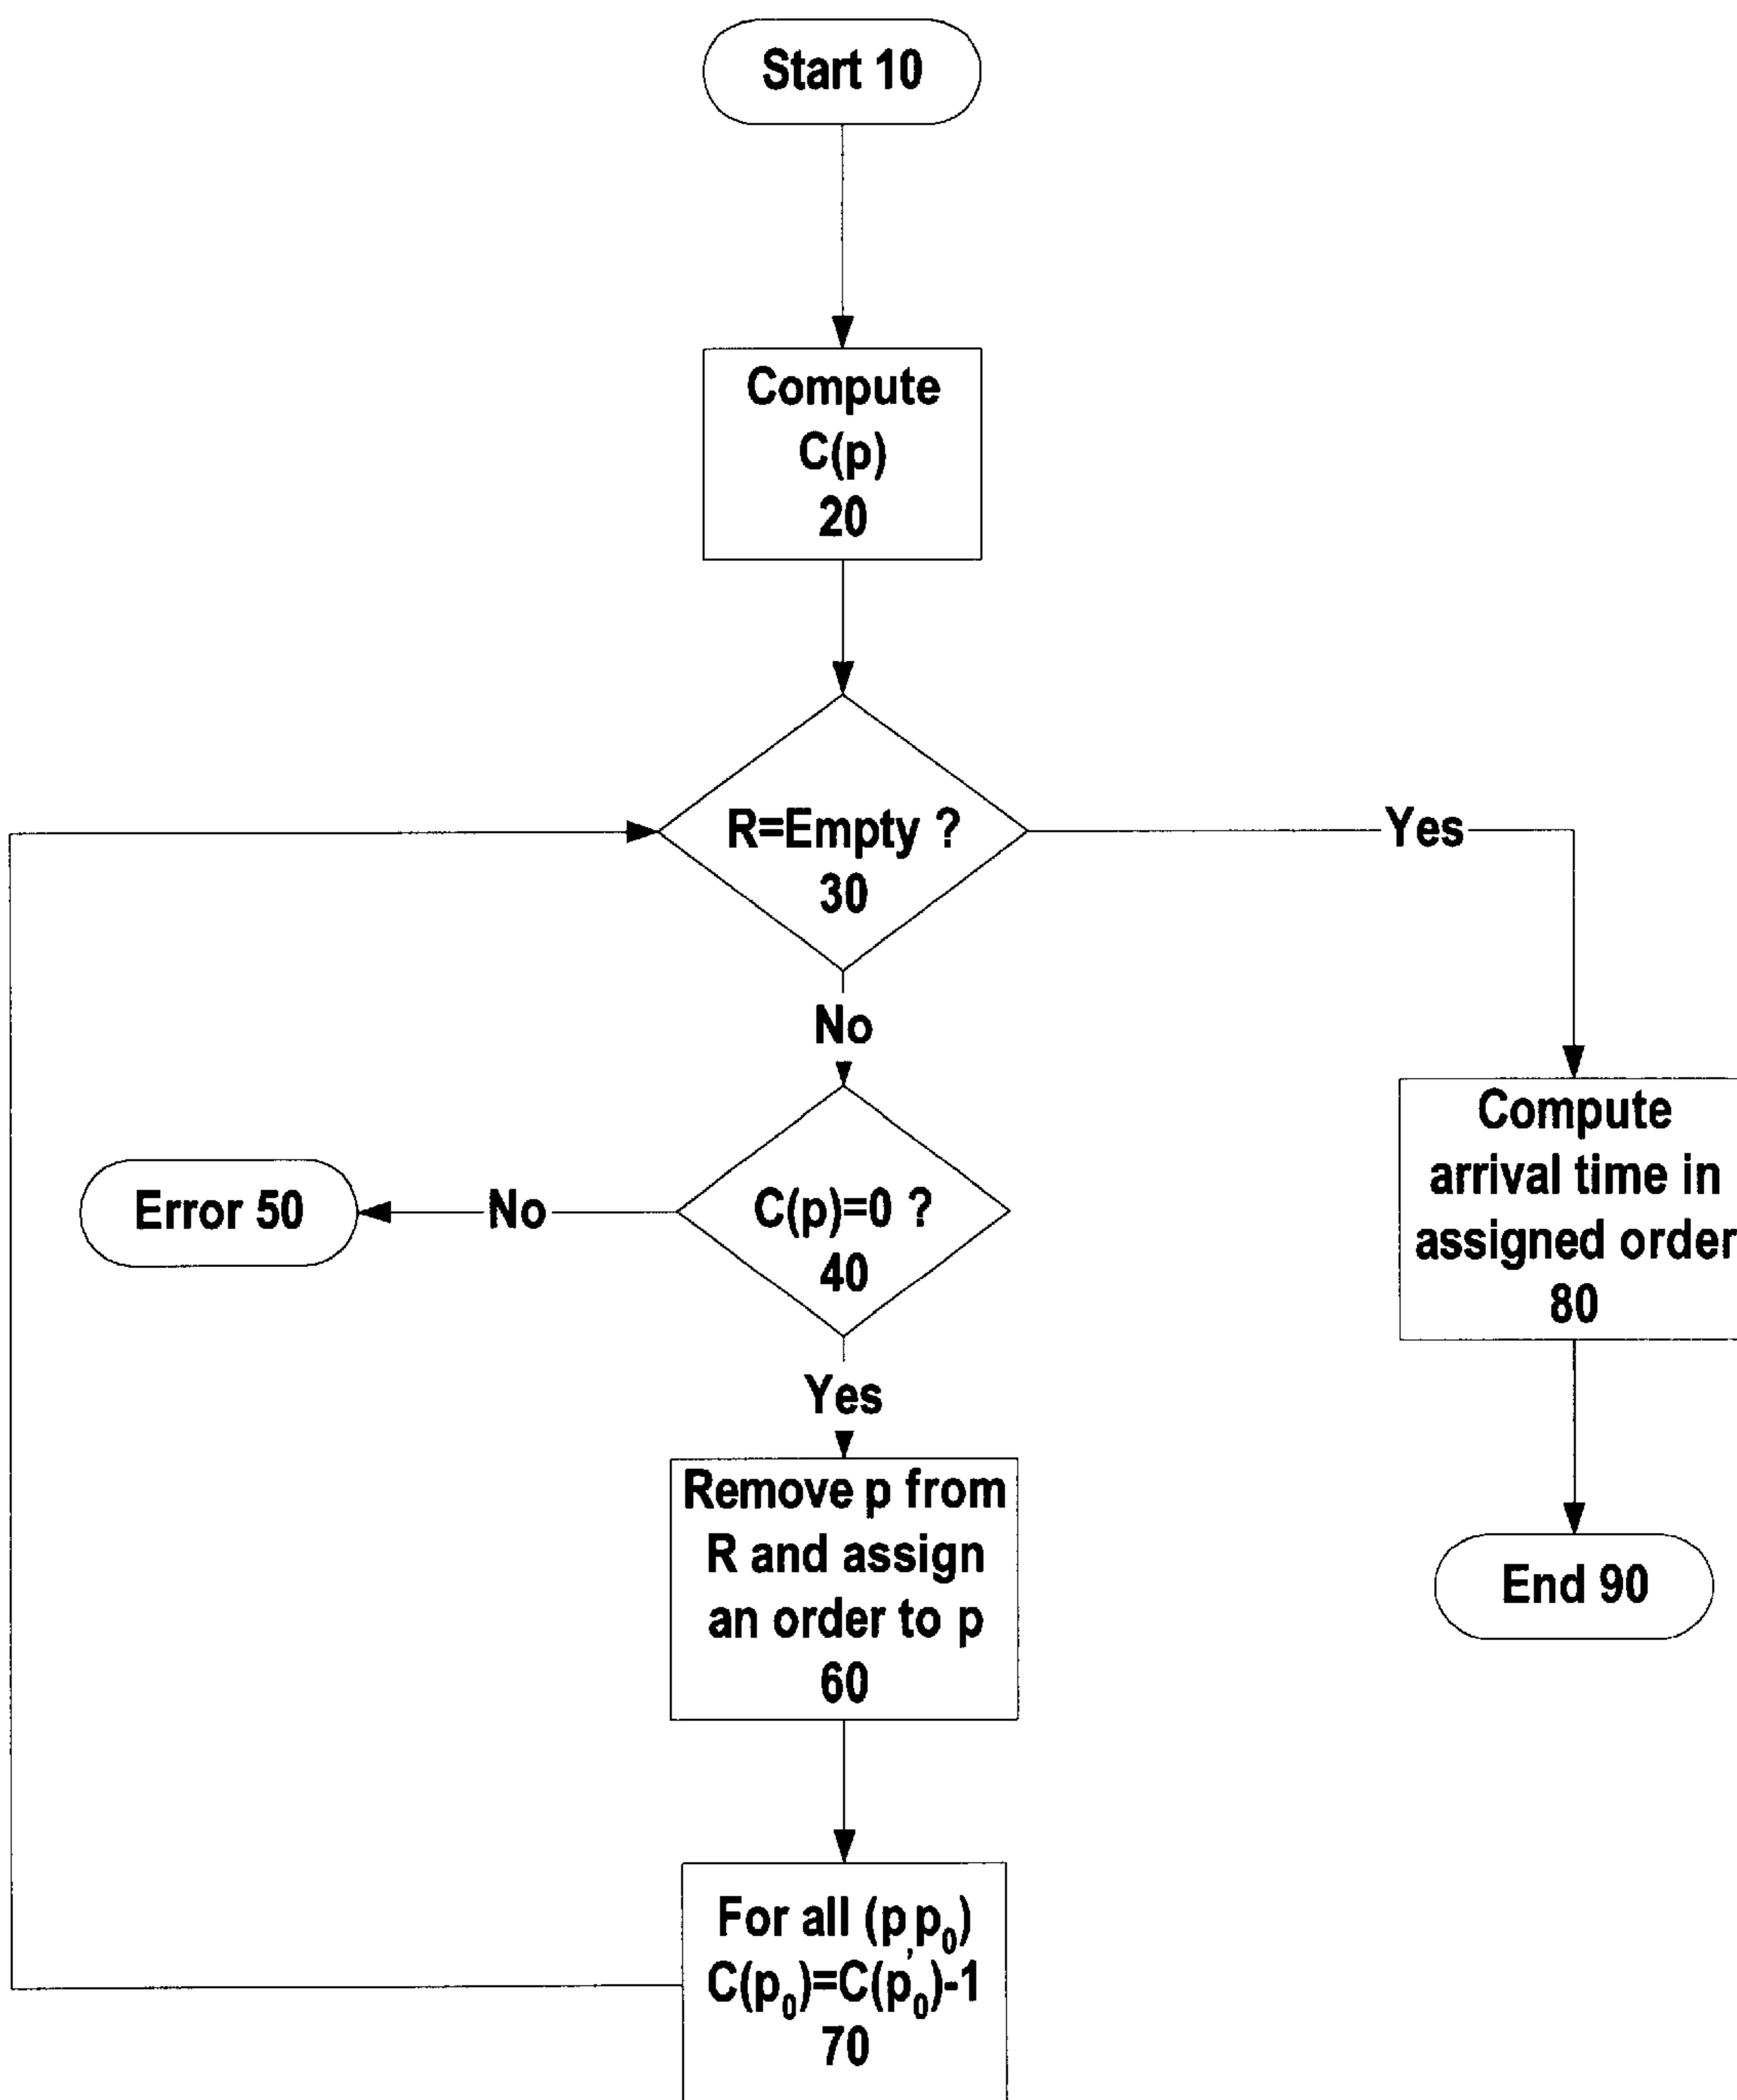 Start 10
Compute
C(p)
20
R=Empty ?
30
Yes
No
C(p)=0 ?
40
No
Error 50
Compute
arrival time in
assigned order
80
Yes
Remove p from
R and assign
an order to p
60
End 90
For all (p,p₀)
C(p₀)=C(p₀)-1
70